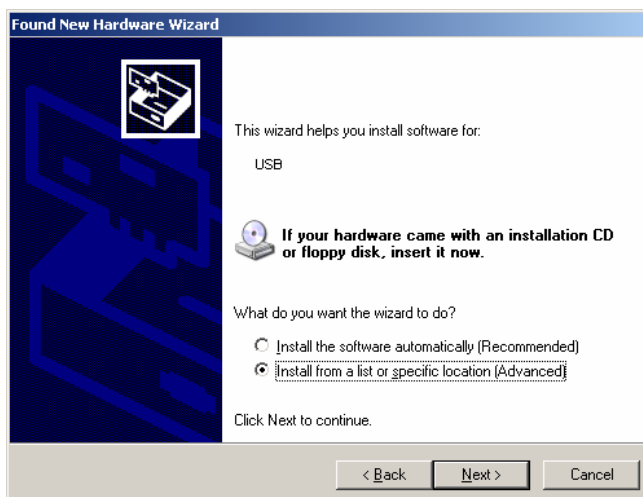 Found New Hardware Wizard
This wizard helps you install software for:
USB
If your hardware came with an installation CD
or floppy disk, insert it now.
What do you want the wizard to do?
Install the software automatically (Recommended)
Install from a list or specific location (Advanced)
Click Next to continue.
< Back Next > Cancel